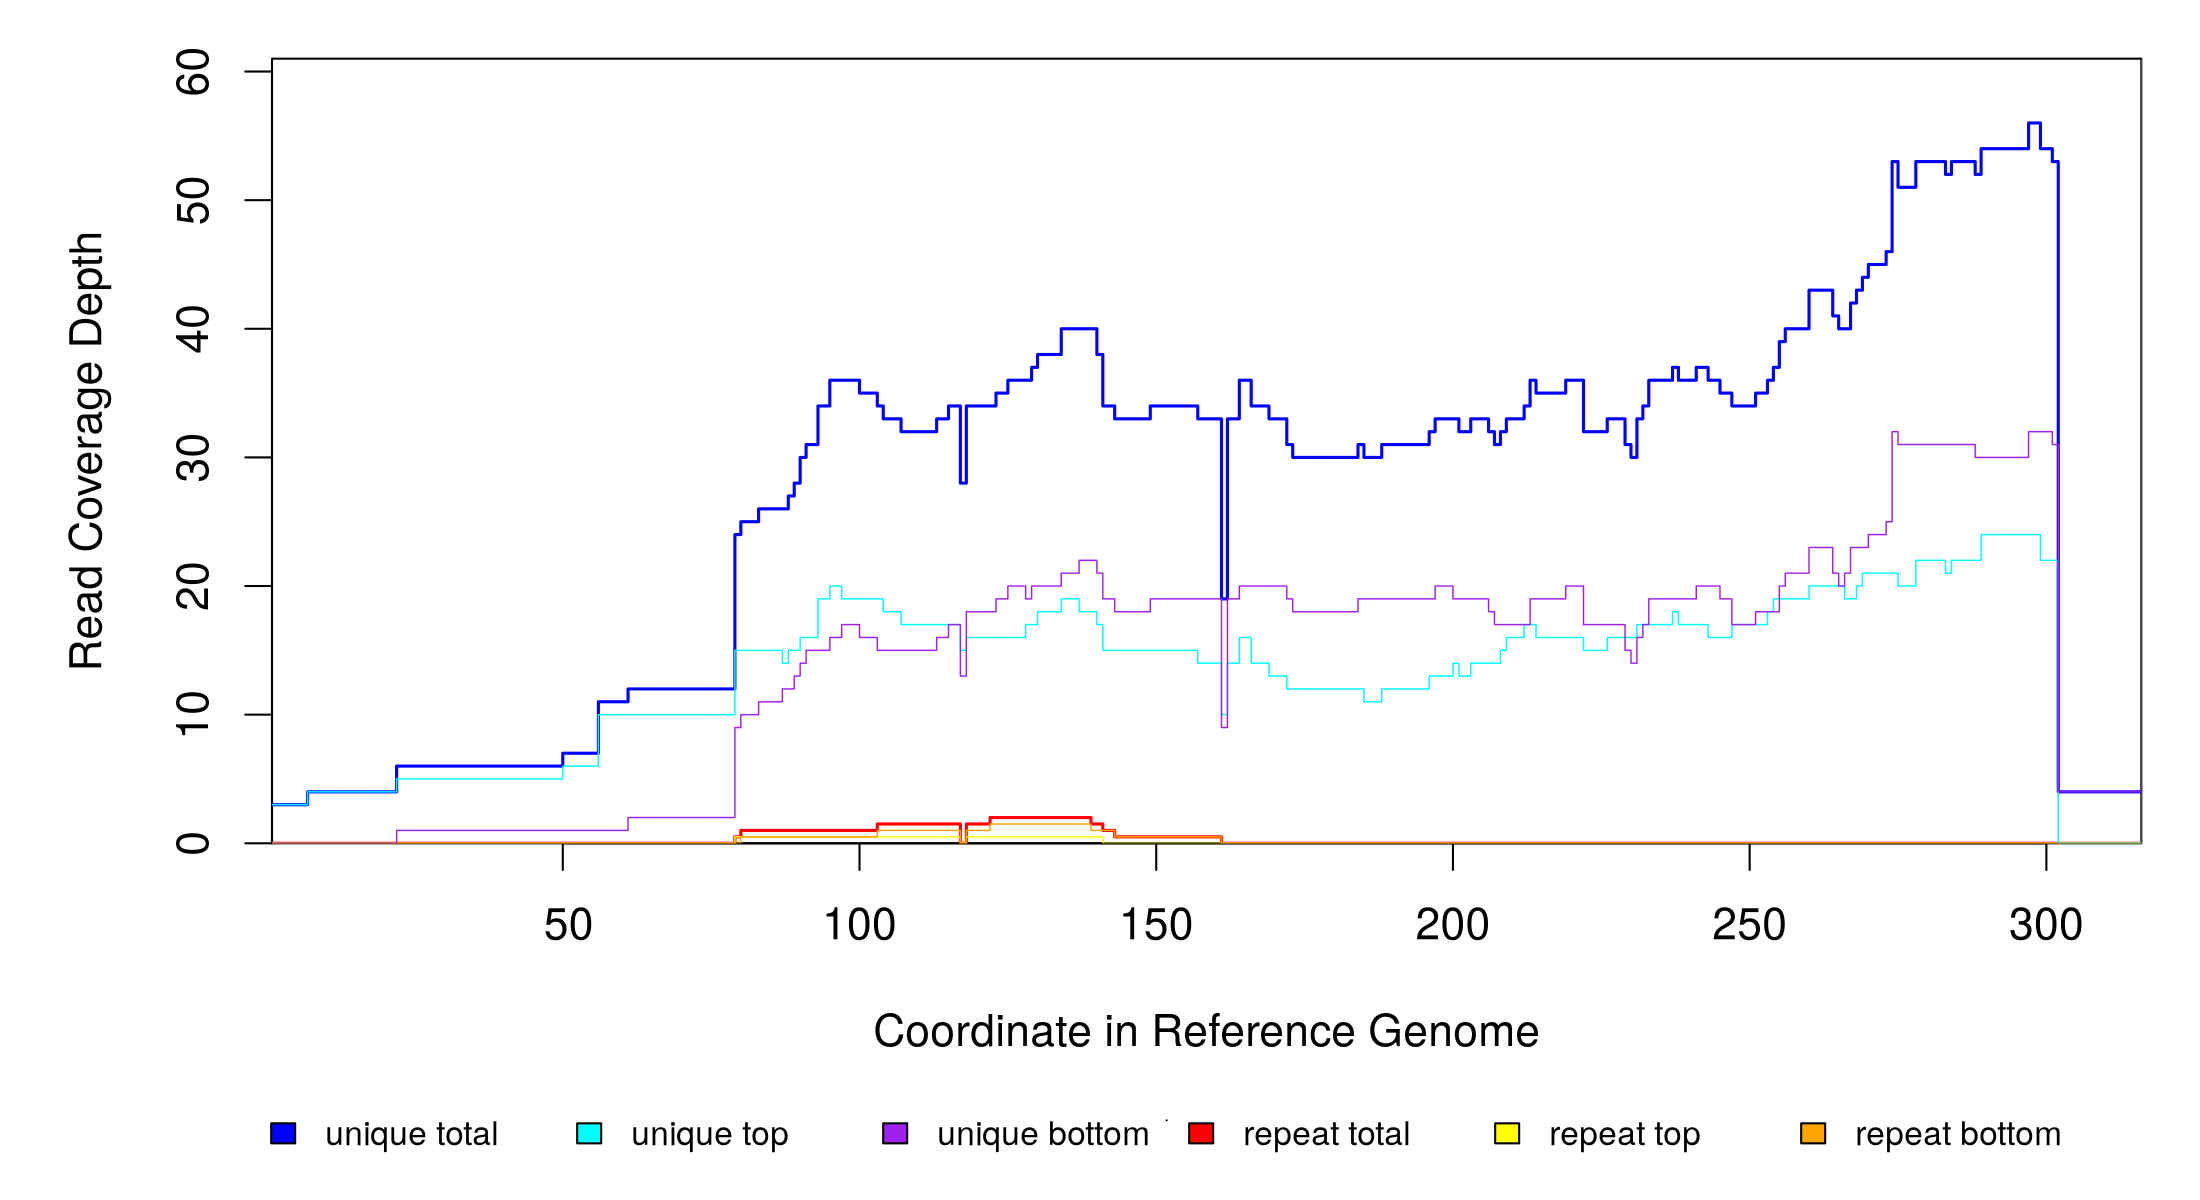 60
50
40
30
20
10
0
Read Coverage Depth
50 100 150 200 250 300
Coordinate in Reference Genome
unique total unique top unique bottom repeat total repeat top repeat bottom